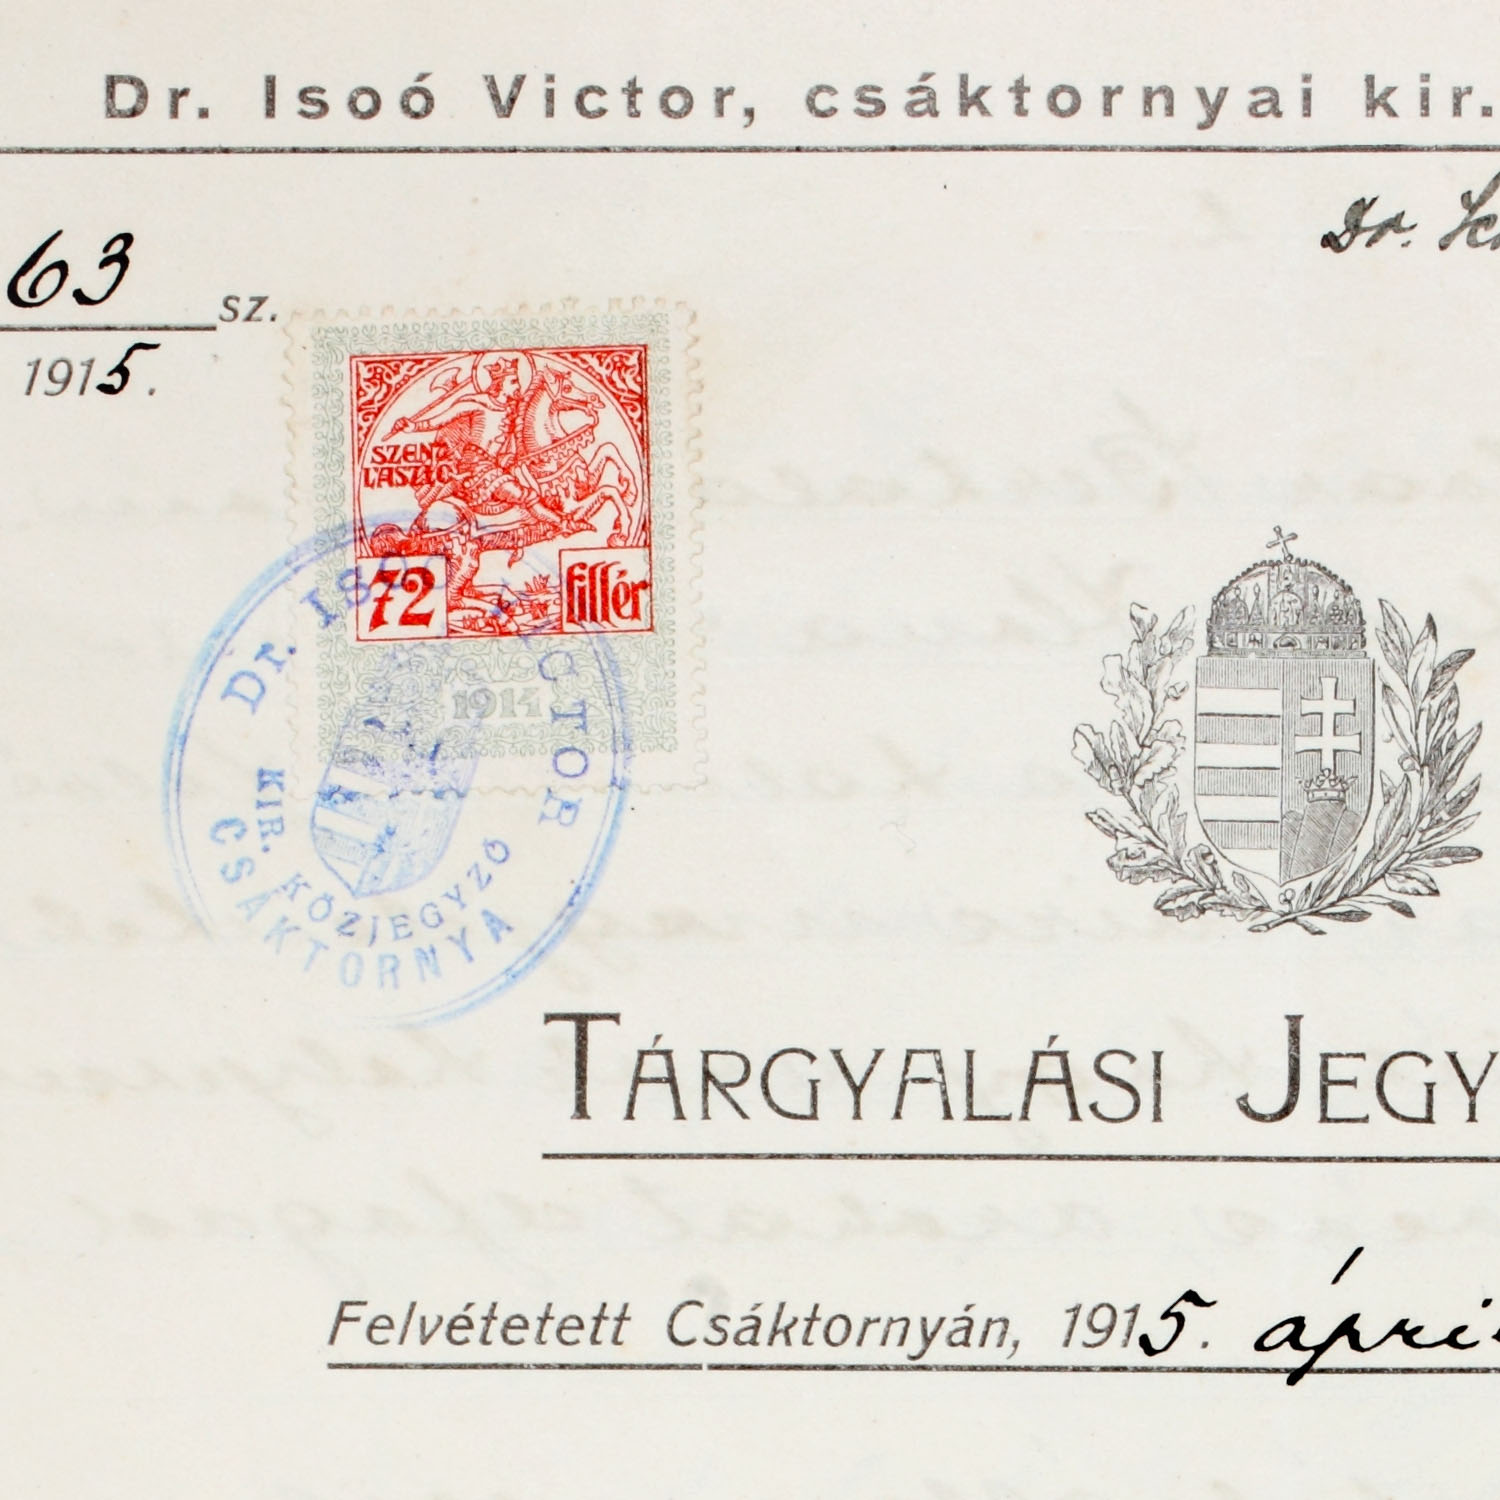 Dr. Isoó Victor, csáktornyai kir.
Dr.
63 sz.
1915.
SZENT
LÁSZLÓ
72 fillér
1914
Dr. ISOÓ VICTOR
KIR. KÖZJEGYZŐ
CSÁKTORNYA
TÁRGYALÁSI JEGY
Felvétetett Csáktornyán, 1915. ápri